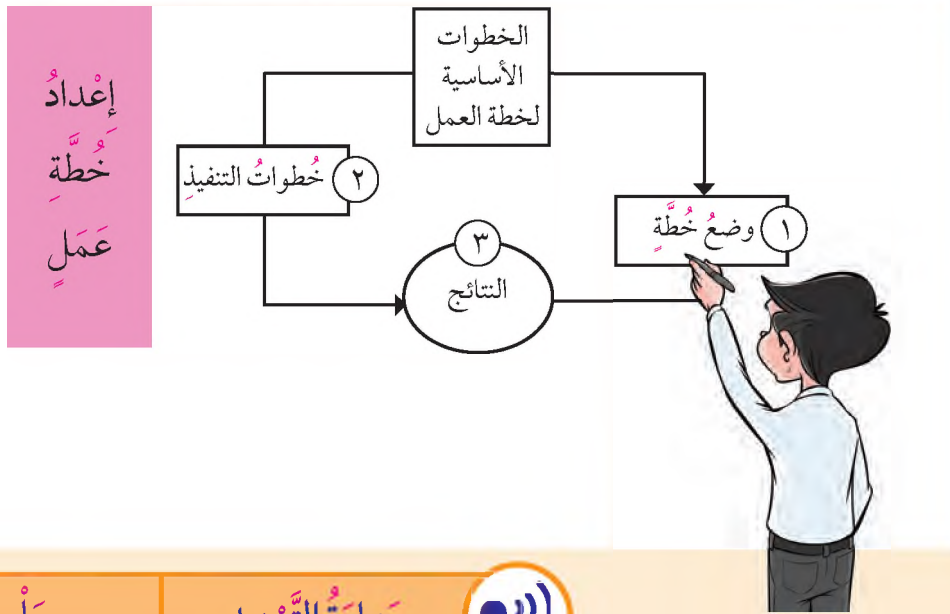 الخطوات
الأساسية
لخطة العمل
١ وضعُ خُطَّةٍ
٢ خُطواتُ التنفيذِ
٣
النتائج
إعْدادُ
خُطَّةِ
عَمَلٍ